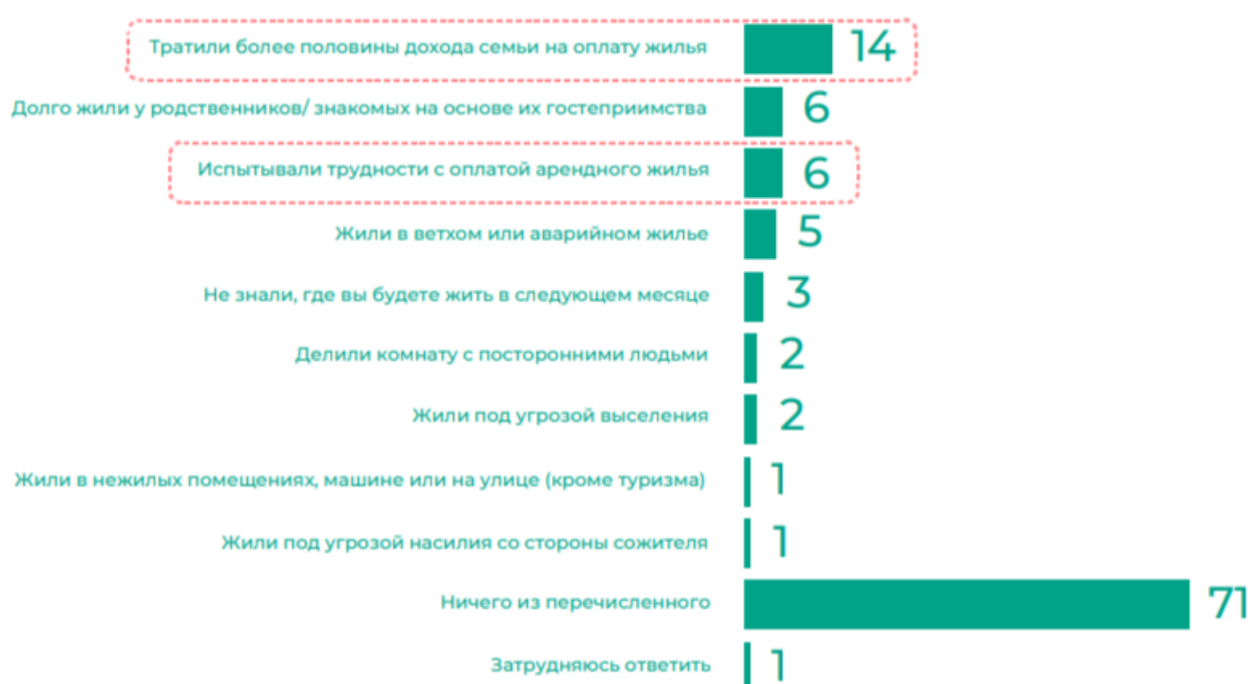 Тратили более половины дохода семьи на оплату жилья 14
Долго жили у родственников/ знакомых на основе их гостеприимства 6
Испытывали трудности с оплатой арендного жилья 6
Жили в ветхом или аварийном жилье 5
Не знали, где вы будете жить в следующем месяце 3
Делили комнату с посторонними людьми 2
Жили под угрозой выселения 2
Жили в нежилых помещениях, машине или на улице (кроме туризма) 1
Жили под угрозой насилия со стороны сожителя 1
Ничего из перечисленного 71
Затрудняюсь ответить 1